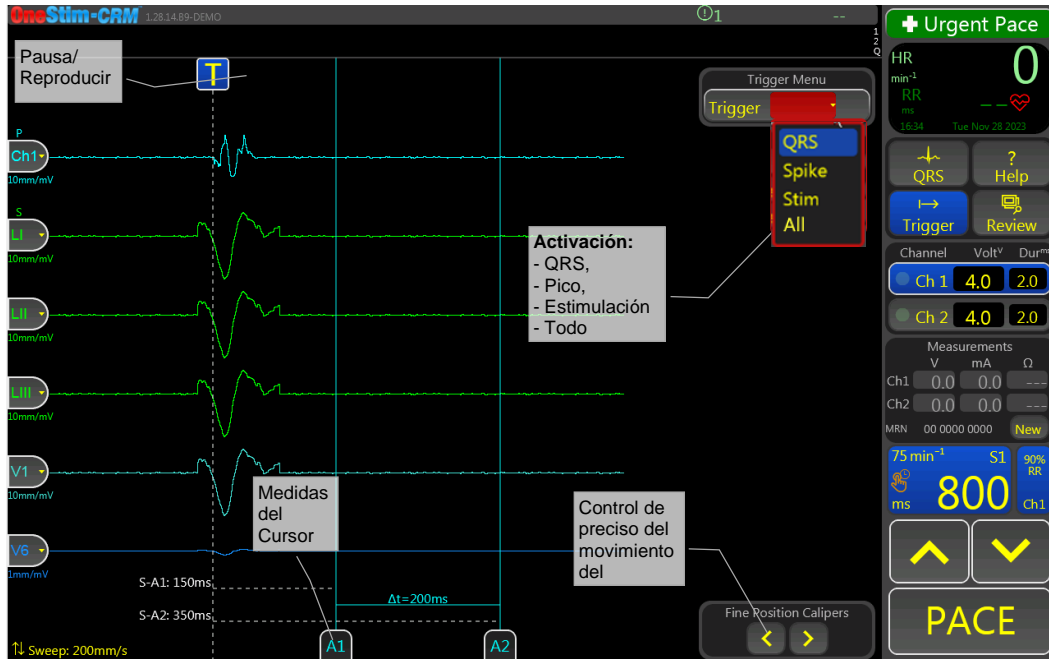 OneStim-CRM 1.28.14.B9-DEMO
1
--
1
2
Q
Pausa/
Reproducir
T
Trigger Menu
Trigger
QRS
Spike
Stim
All
P
Ch1
10mm/mV
S
LI
10mm/mV
LII
10mm/mV
LIII
10mm/mV
V1
10mm/mV
V6
1mm/mV
Activación:
- QRS,
- Pico,
- Estimulación
- Todo
Medidas
del
Cursor
Control de
preciso del
movimiento
del
S-A1: 150ms
Δt=200ms
S-A2: 350ms
A1
A2
Fine Position Calipers
< >
Sweep: 200mm/s
Urgent Pace
HR
min⁻¹
0
RR
ms
--
16:34 Tue Nov 28 2023
QRS
? Help
Trigger
Review
Channel Voltⱽ Durᵐˢ
Ch 1 4.0 2.0
Ch 2 4.0 2.0
Measurements
V mA Ω
Ch1 0.0 0.0 ---
Ch2 0.0 0.0 ---
MRN 00 0000 0000 New
75 min⁻¹ S1
800
ms
90%
RR
Ch1
PACE